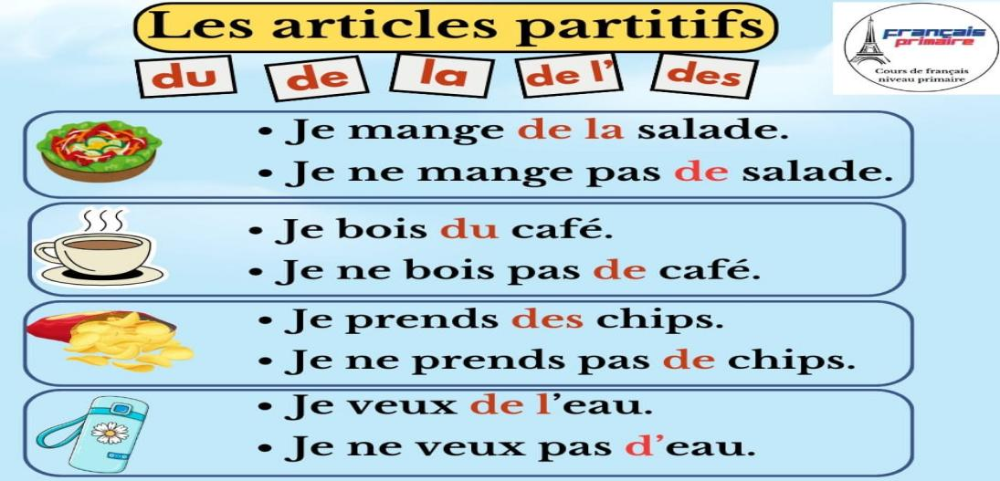 Les articles partitifs
français
primaire
Cours de français
niveau primaire
du de la de l' des
• Je mange de la salade.
• Je ne mange pas de salade.
• Je bois du café.
• Je ne bois pas de café.
• Je prends des chips.
• Je ne prends pas de chips.
• Je veux de l'eau.
• Je ne veux pas d'eau.